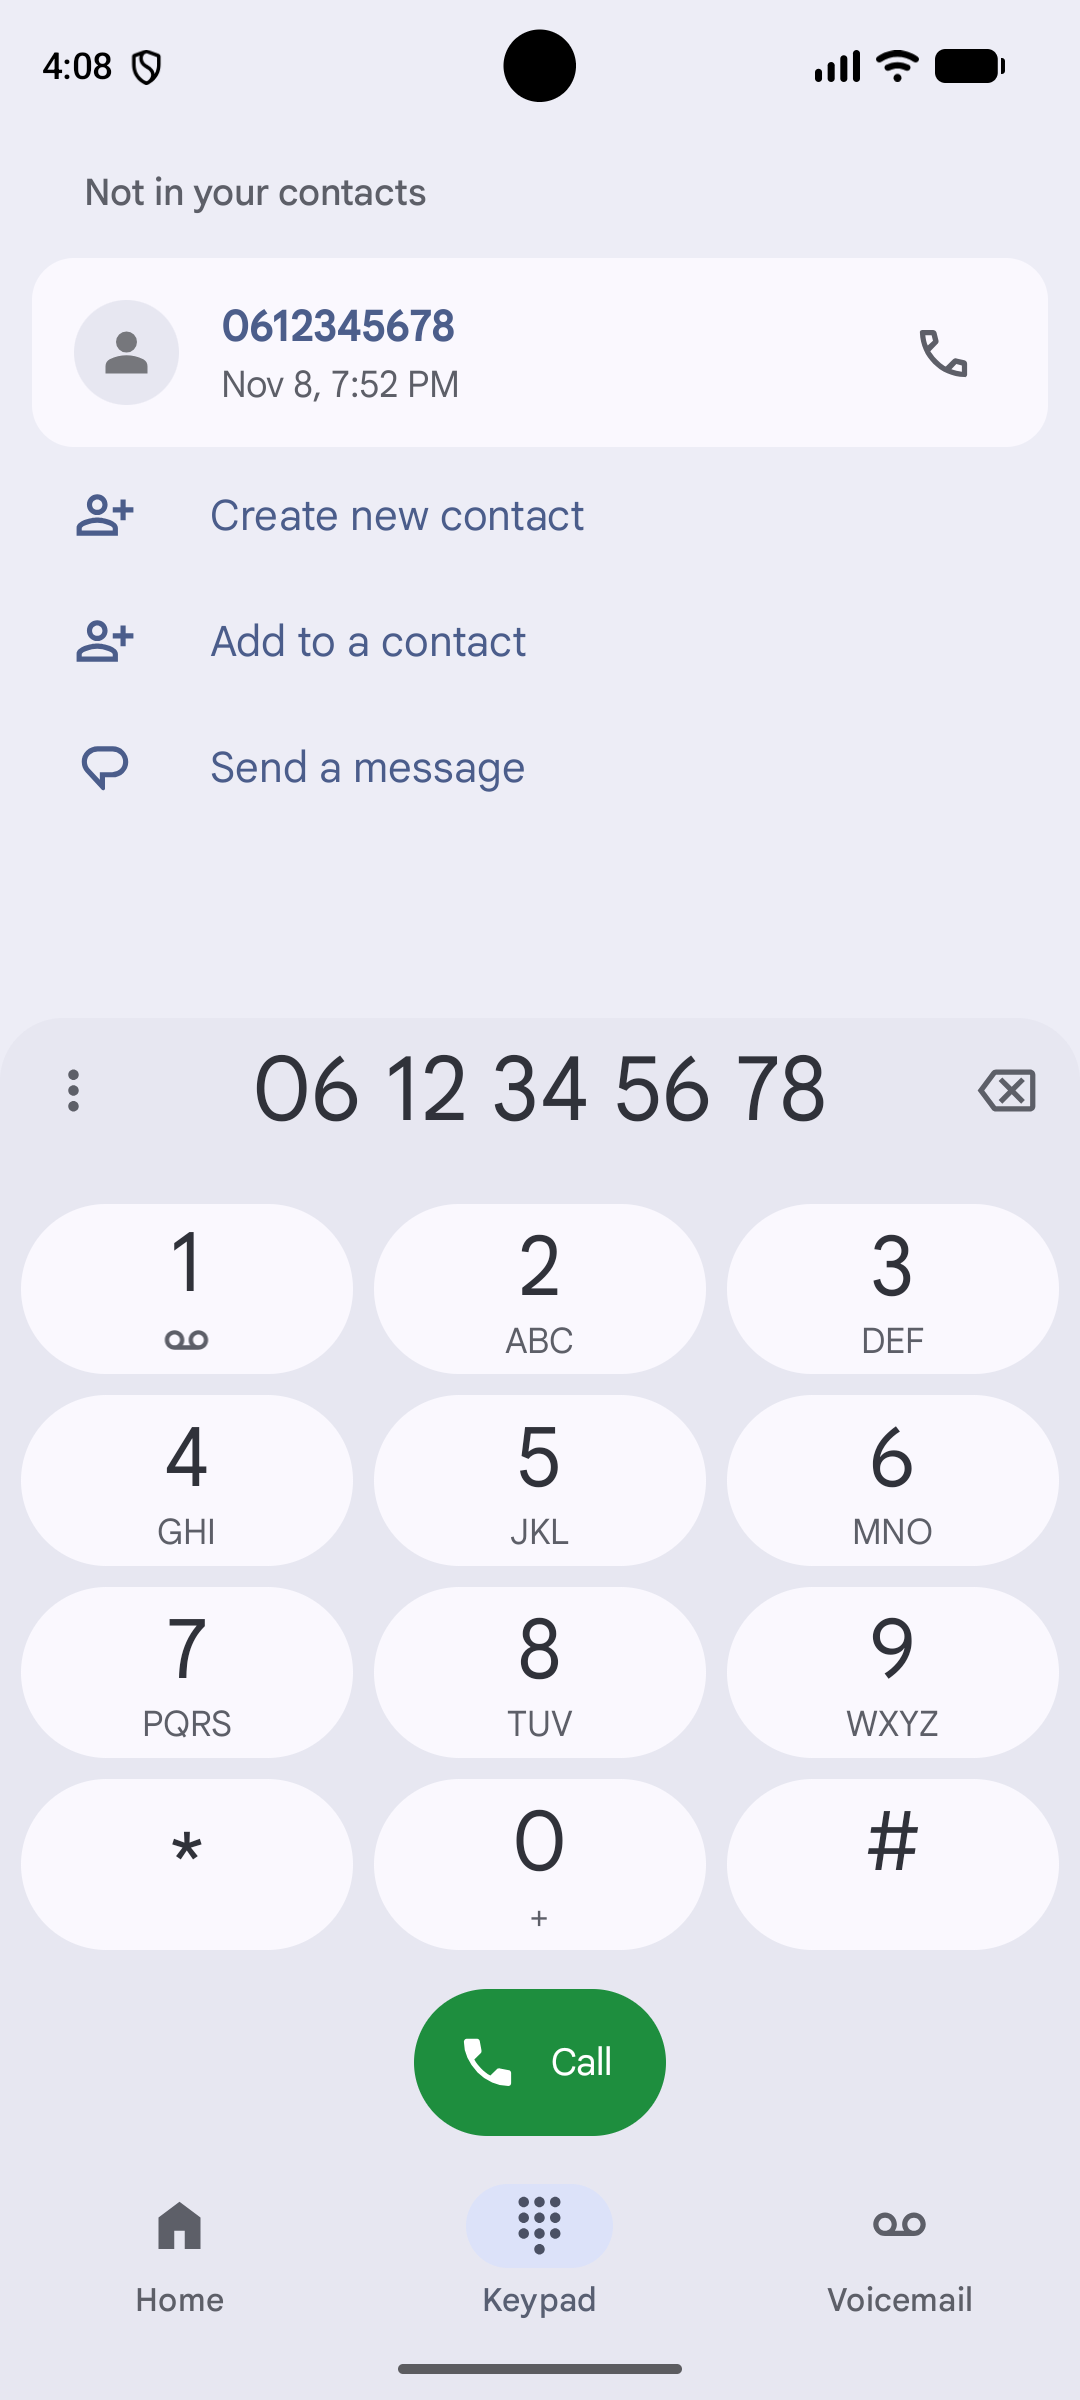 4:08
Not in your contacts
0612345678
Nov 8, 7:52 PM
Create new contact
Add to a contact
Send a message
06 12 34 56 78
1 2 3
ABC DEF
4 5 6
GHI JKL MNO
7 8 9
PQRS TUV WXYZ
* 0 #
+
Call
Home Keypad Voicemail